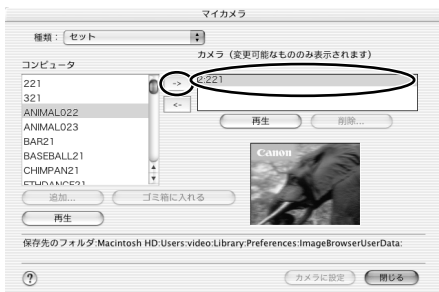 マイカメラ
種類：セット
コンピュータ
カメラ（変更可能なもののみ表示されます）
221
321
ANIMAL022
ANIMAL023
BAR21
BASEBALL21
CHIMPAN21
ETHDANCE21
->
<-
2:221
再生
削除...
Canon
追加...
ゴミ箱に入れる
再生
保存先のフォルダ:Macintosh HD:Users:video:Library:Preferences:ImageBrowserUserData:
?
カメラに設定
閉じる